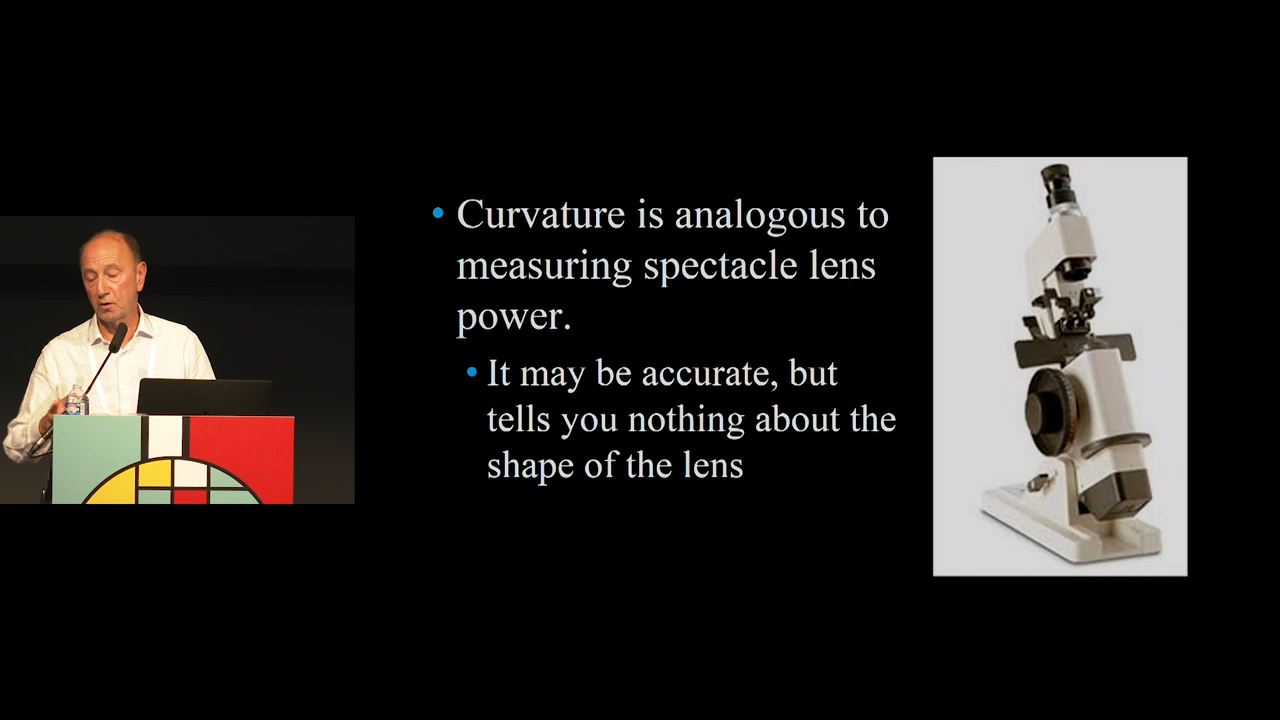 • Curvature is analogous to
measuring spectacle lens
power.
• It may be accurate, but
tells you nothing about the
shape of the lens